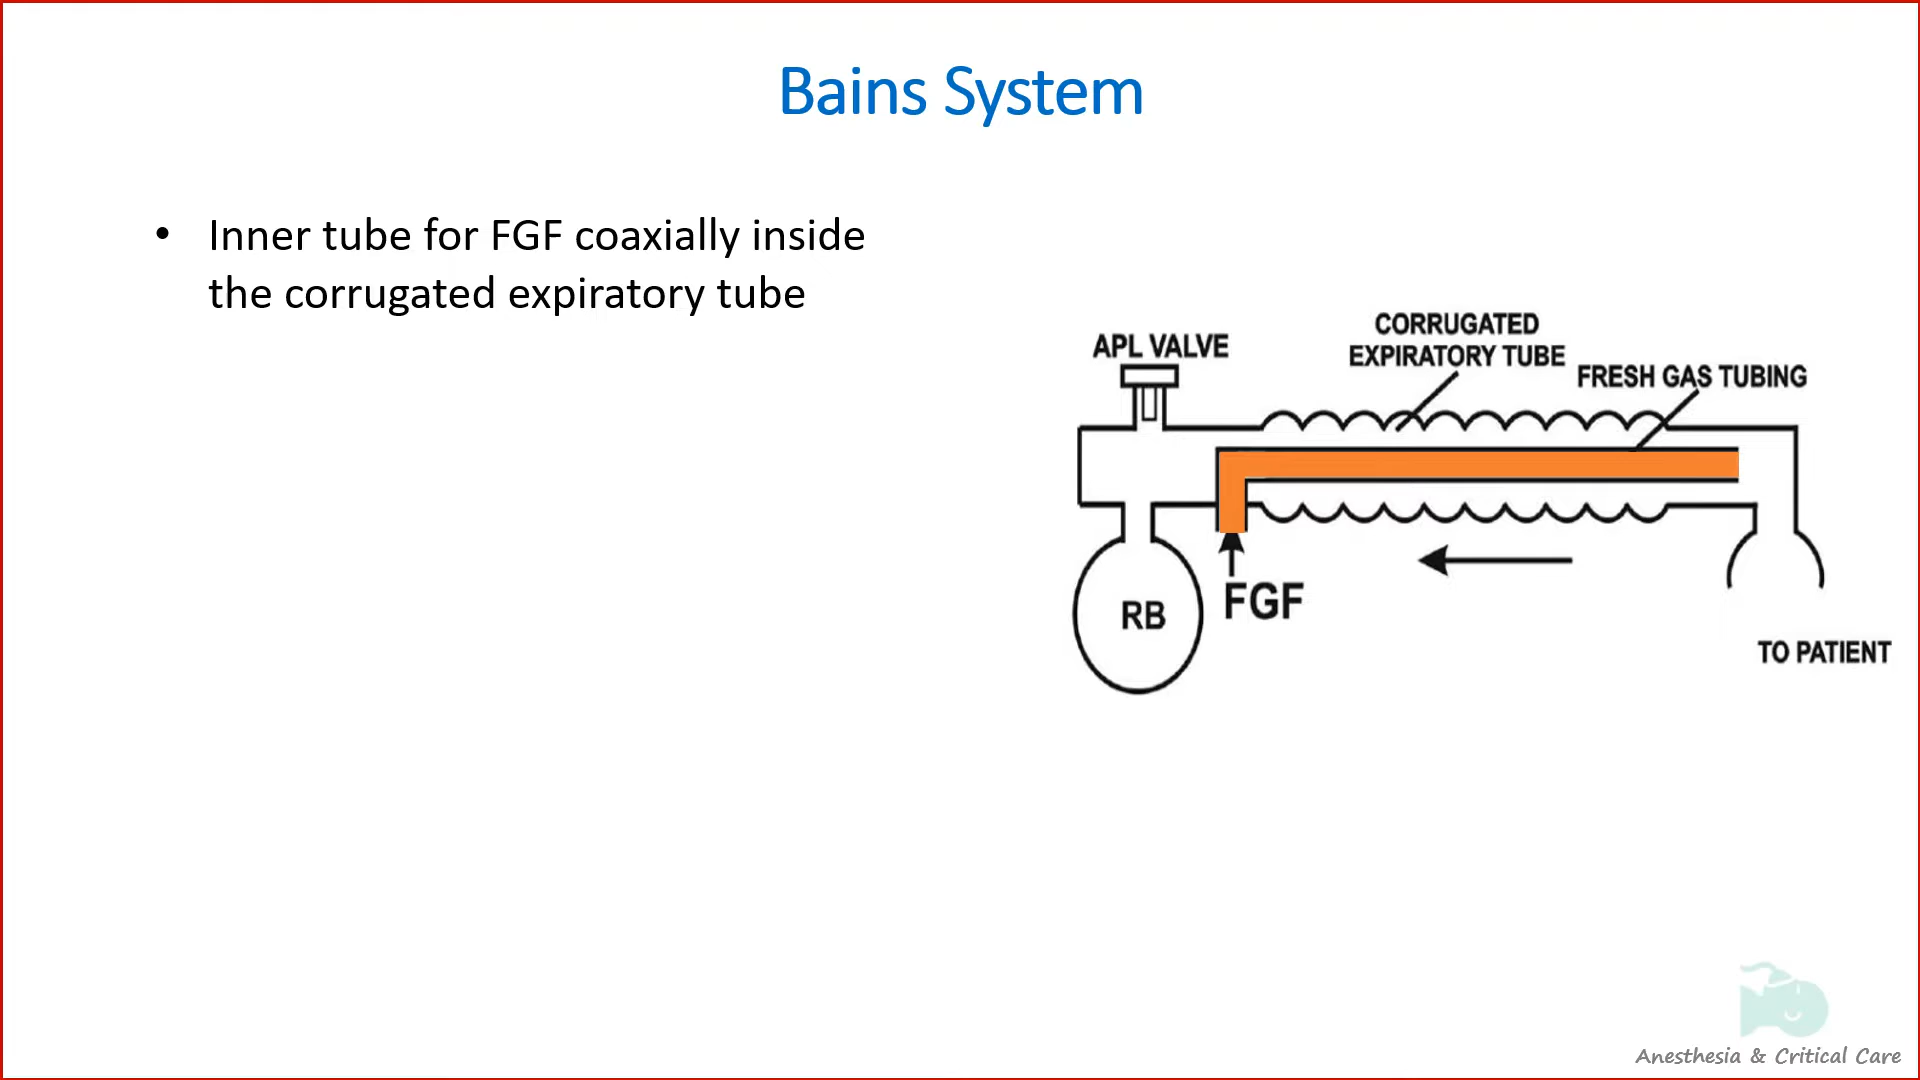 Bains System
• Inner tube for FGF coaxially inside
the corrugated expiratory tube
CORRUGATED
EXPIRATORY TUBE
APL VALVE
FRESH GAS TUBING
FGF
RB
TO PATIENT
Anesthesia & Critical Care